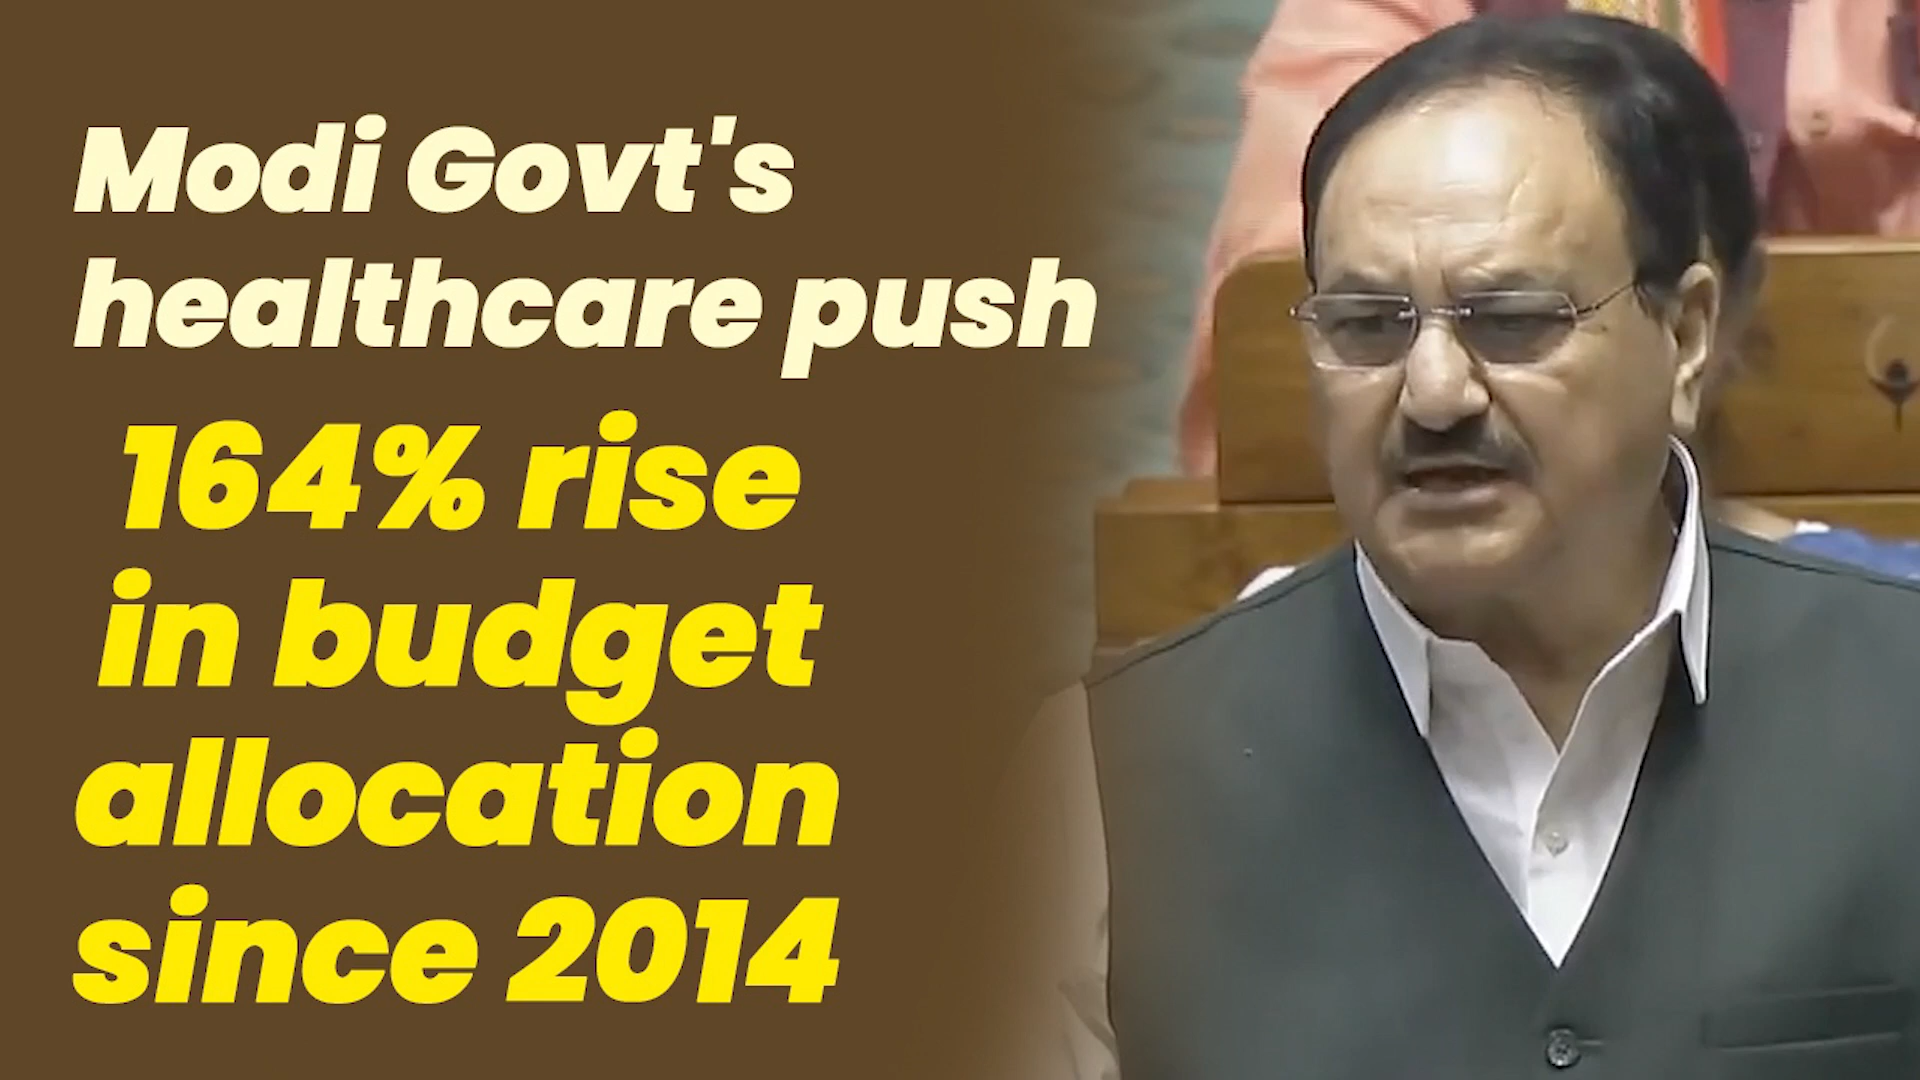 Modi Govt's
healthcare push
164% rise
in budget
allocation
since 2014